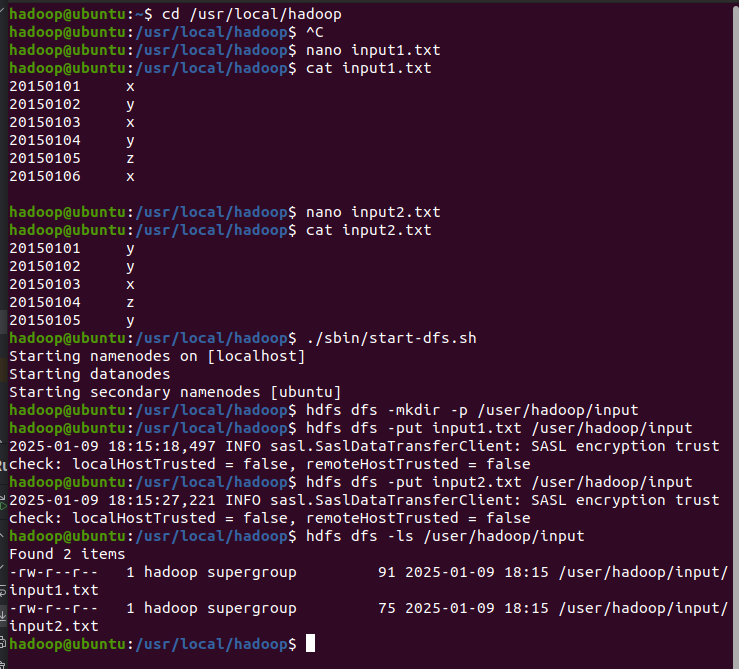 hadoop@ubuntu:~$ cd /usr/local/hadoop
hadoop@ubuntu:/usr/local/hadoop$ ^C
hadoop@ubuntu:/usr/local/hadoop$ nano input1.txt
hadoop@ubuntu:/usr/local/hadoop$ cat input1.txt
20150101     x
20150102     y
20150103     x
20150104     y
20150105     z
20150106     x

hadoop@ubuntu:/usr/local/hadoop$ nano input2.txt
hadoop@ubuntu:/usr/local/hadoop$ cat input2.txt
20150101     y
20150102     y
20150103     x
20150104     z
20150105     y
hadoop@ubuntu:/usr/local/hadoop$ ./sbin/start-dfs.sh
Starting namenodes on [localhost]
Starting datanodes
Starting secondary namenodes [ubuntu]
hadoop@ubuntu:/usr/local/hadoop$ hdfs dfs -mkdir -p /user/hadoop/input
hadoop@ubuntu:/usr/local/hadoop$ hdfs dfs -put input1.txt /user/hadoop/input
2025-01-09 18:15:18,497 INFO sasl.SaslDataTransferClient: SASL encryption trust
check: localHostTrusted = false, remoteHostTrusted = false
hadoop@ubuntu:/usr/local/hadoop$ hdfs dfs -put input2.txt /user/hadoop/input
2025-01-09 18:15:27,221 INFO sasl.SaslDataTransferClient: SASL encryption trust
check: localHostTrusted = false, remoteHostTrusted = false
hadoop@ubuntu:/usr/local/hadoop$ hdfs dfs -ls /user/hadoop/input
Found 2 items
-rw-r--r--   1 hadoop supergroup         91 2025-01-09 18:15 /user/hadoop/input/
input1.txt
-rw-r--r--   1 hadoop supergroup         75 2025-01-09 18:15 /user/hadoop/input/
input2.txt
hadoop@ubuntu:/usr/local/hadoop$